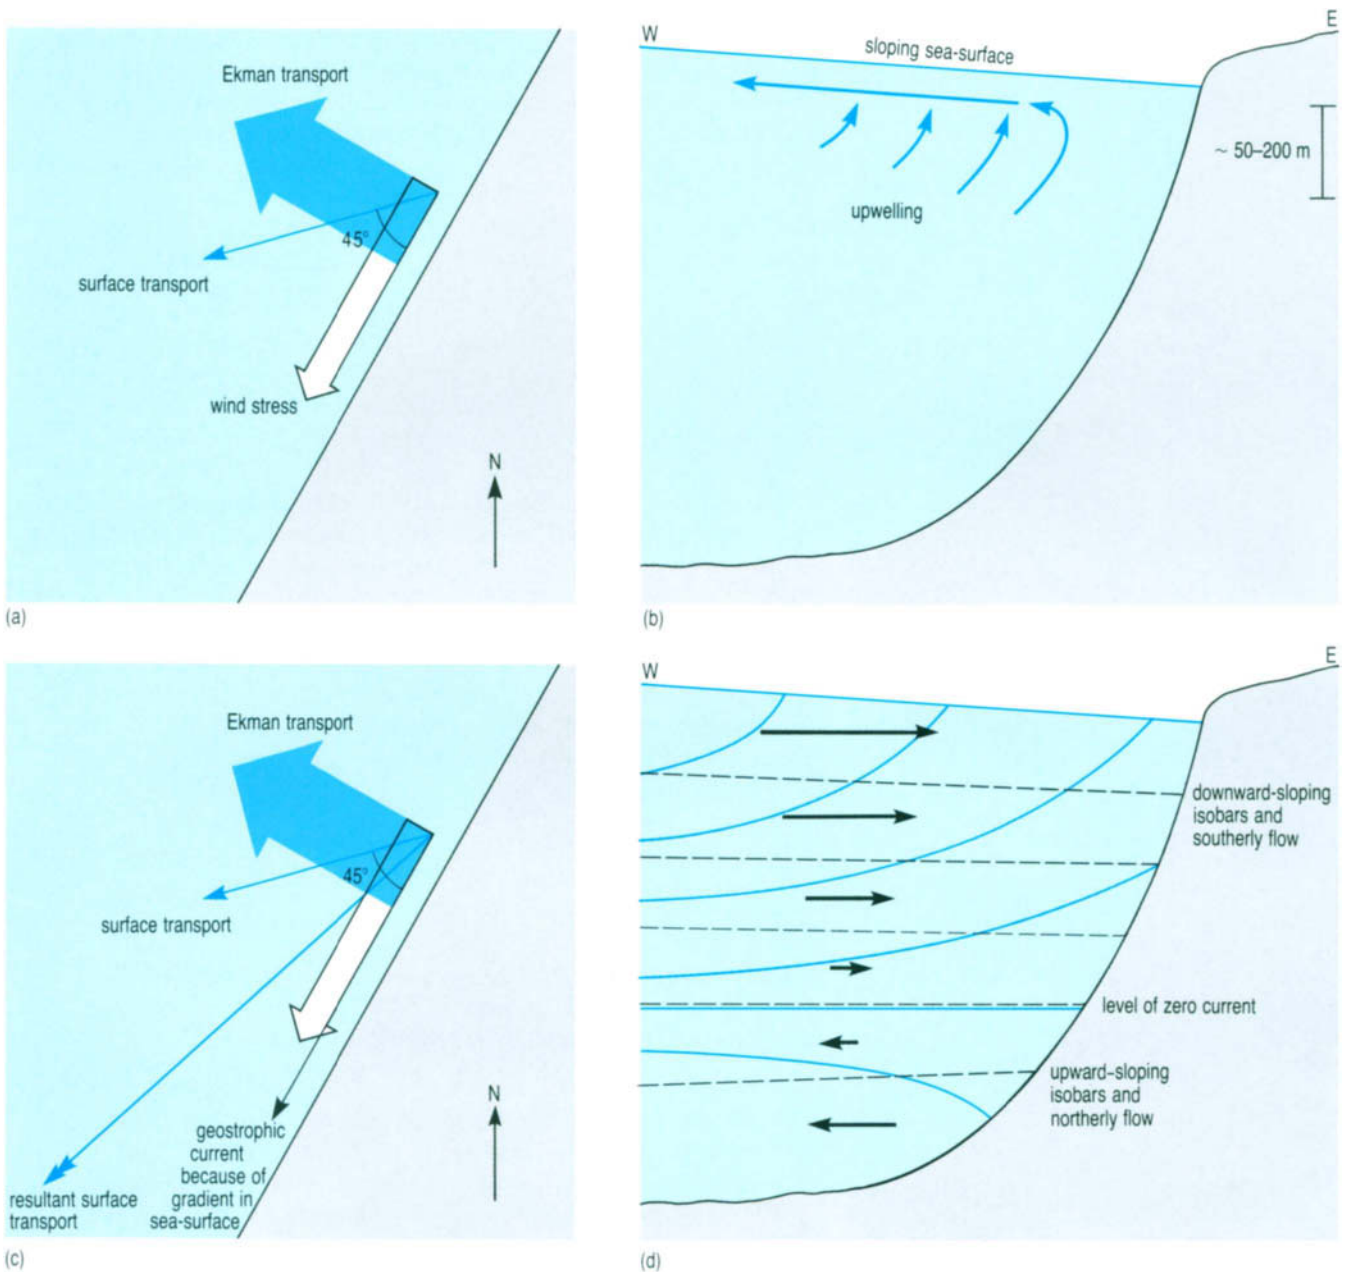 Ekman transport
45°
surface transport
wind stress
N
(a)
W
E
sloping sea-surface
~ 50–200 m
upwelling
(b)
Ekman transport
45°
surface transport
N
geostrophic
current
because of
gradient in
sea-surface
resultant surface
transport
(c)
W
E
downward-sloping
isobars and
southerly flow
level of zero current
upward-sloping
isobars and
northerly flow
(d)